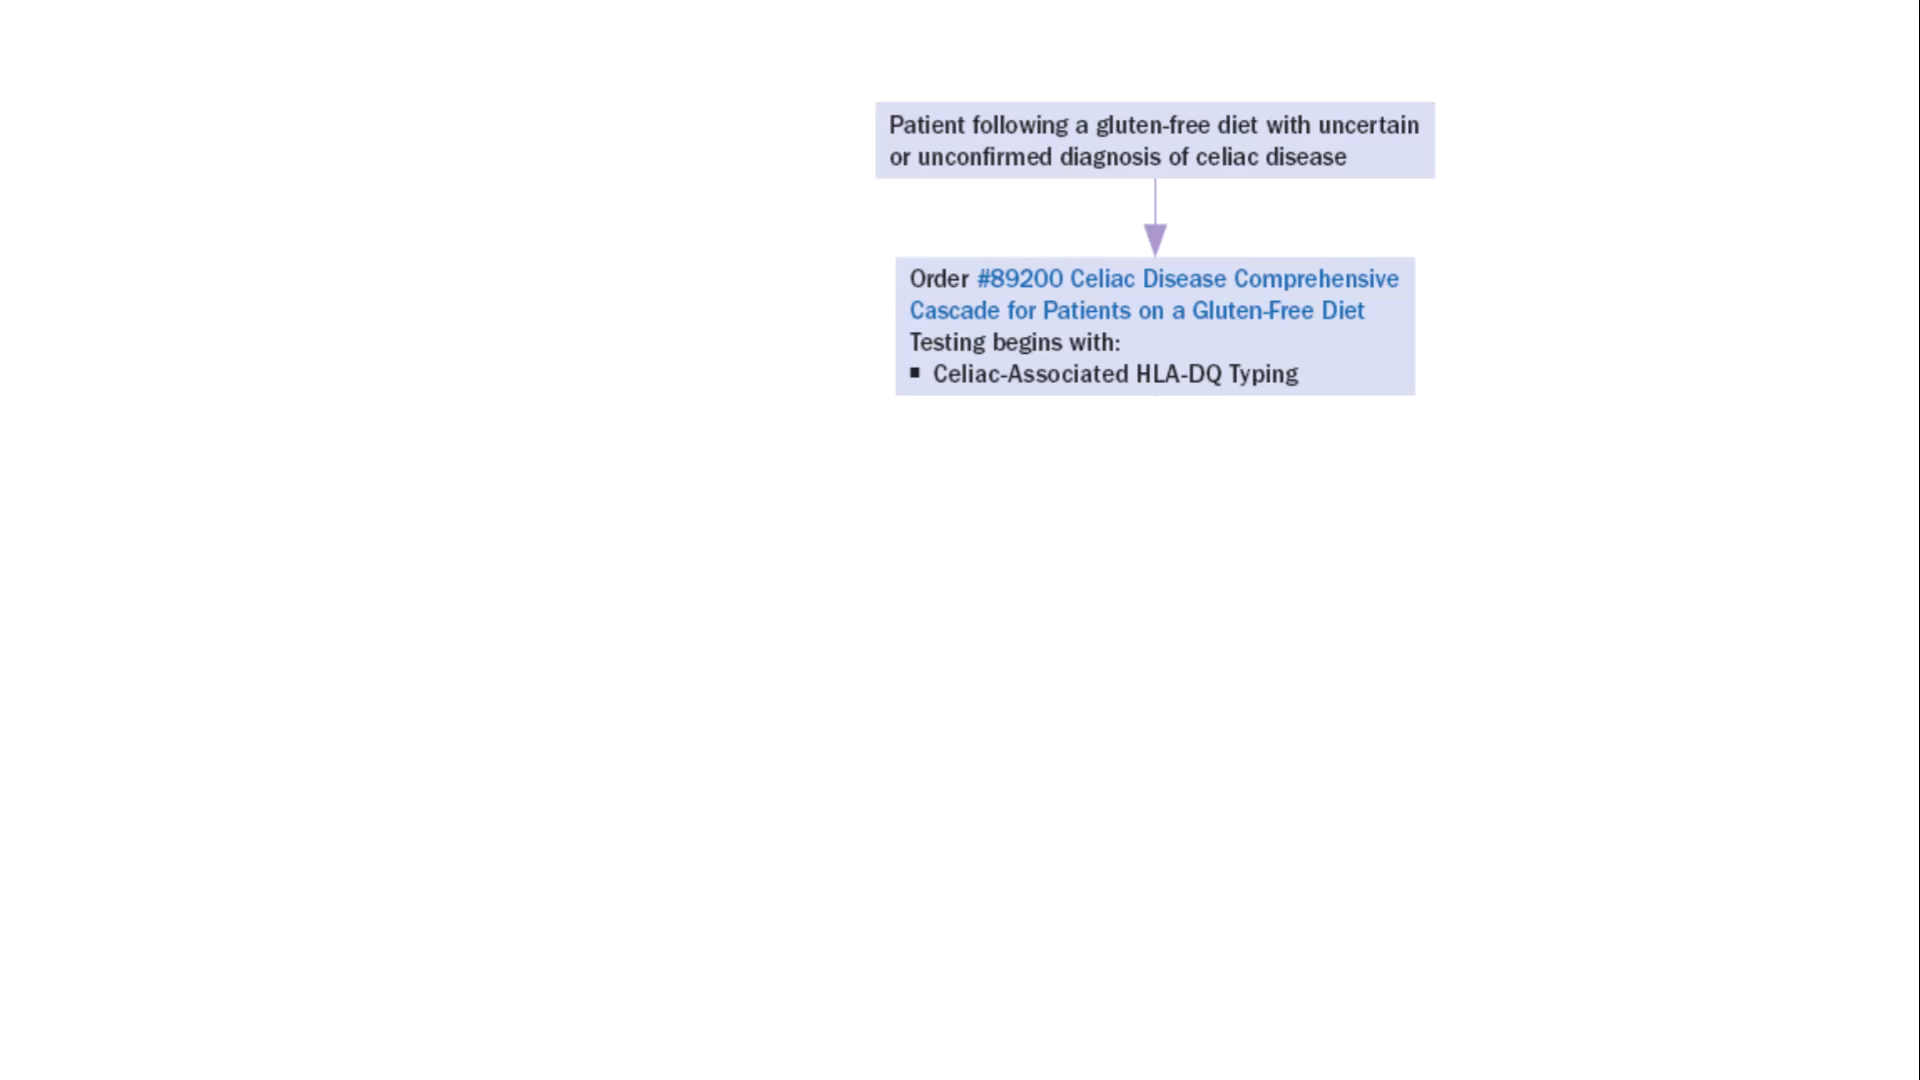 Patient following a gluten-free diet with uncertain
or unconfirmed diagnosis of celiac disease
Order #89200 Celiac Disease Comprehensive
Cascade for Patients on a Gluten-Free Diet
Testing begins with:
▪ Celiac-Associated HLA-DQ Typing